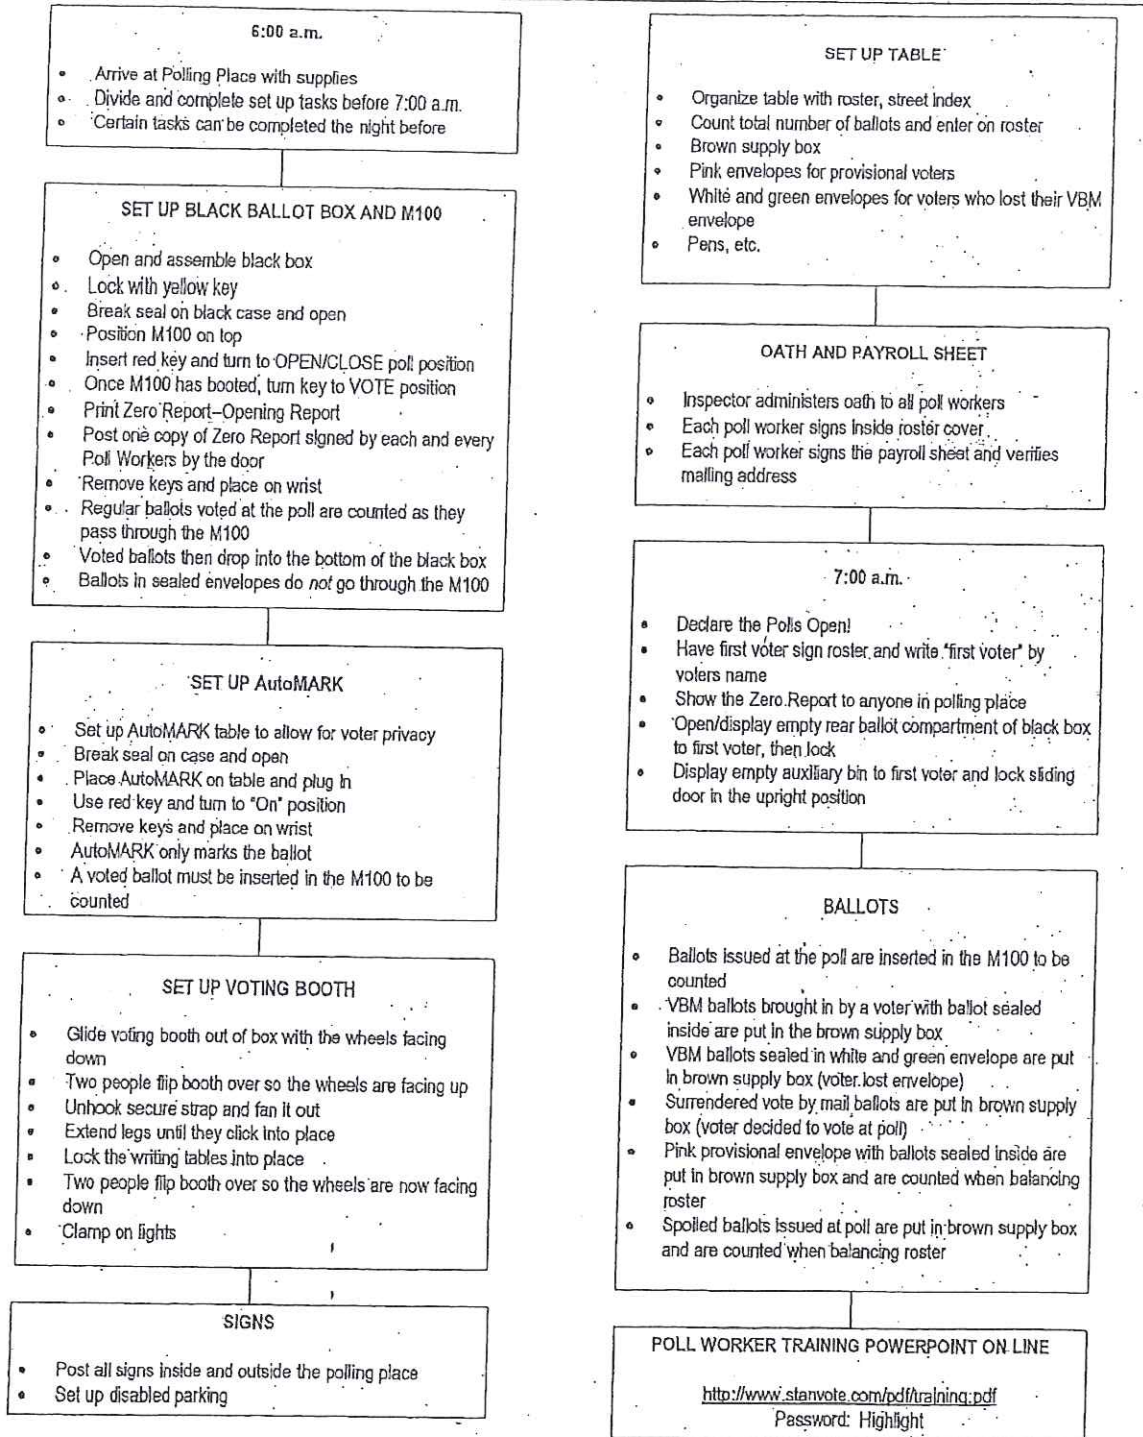 6:00 a.m.
• Arrive at Polling Place with supplies
• Divide and complete set up tasks before 7:00 a.m.
• Certain tasks can be completed the night before
SET UP BLACK BALLOT BOX AND M100
• Open and assemble black box
• Lock with yellow key
• Break seal on black case and open
• Position M100 on top
• Insert red key and turn to OPEN/CLOSE poll position
• Once M100 has booted, turn key to VOTE position
• Print Zero Report–Opening Report
• Post one copy of Zero Report signed by each and every
Poll Workers by the door
• Remove keys and place on wrist
• Regular ballots voted at the poll are counted as they
pass through the M100
• Voted ballots then drop into the bottom of the black box
• Ballots in sealed envelopes do not go through the M100
SET UP AutoMARK
• Set up AutoMARK table to allow for voter privacy
• Break seal on case and open
• Place AutoMARK on table and plug in
• Use red key and turn to "On" position
• Remove keys and place on wrist
• AutoMARK only marks the ballot
• A voted ballot must be inserted in the M100 to be
counted
SET UP VOTING BOOTH
• Glide voting booth out of box with the wheels facing
down
• Two people flip booth over so the wheels are facing up
• Unhook secure strap and fan it out
• Extend legs until they click into place
• Lock the writing tables into place
• Two people flip booth over so the wheels are now facing
down
• Clamp on lights
SIGNS
• Post all signs inside and outside the polling place
• Set up disabled parking
SET UP TABLE
• Organize table with roster, street index
• Count total number of ballots and enter on roster
• Brown supply box
• Pink envelopes for provisional voters
• White and green envelopes for voters who lost their VBM
envelope
• Pens, etc.
OATH AND PAYROLL SHEET
• Inspector administers oath to all poll workers
• Each poll worker signs inside roster cover
• Each poll worker signs the payroll sheet and verifies
mailing address
7:00 a.m.
• Declare the Polls Open!
• Have first voter sign roster and write "first voter" by
voters name
• Show the Zero Report to anyone in polling place
• Open/display empty rear ballot compartment of black box
to first voter, then lock
• Display empty auxiliary bin to first voter and lock sliding
door in the upright position
BALLOTS
• Ballots issued at the poll are inserted in the M100 to be
counted
• VBM ballots brought in by a voter with ballot sealed
inside are put in the brown supply box
• VBM ballots sealed in white and green envelope are put
in brown supply box (voter lost envelope)
• Surrendered vote by mail ballots are put in brown supply
box (voter decided to vote at poll)
• Pink provisional envelope with ballots sealed inside are
put in brown supply box and are counted when balancing
roster
• Spoiled ballots issued at poll are put in brown supply box
and are counted when balancing roster
POLL WORKER TRAINING POWERPOINT ON LINE
http://www.stanvote.com/pdf/training.pdf
Password: Highlight